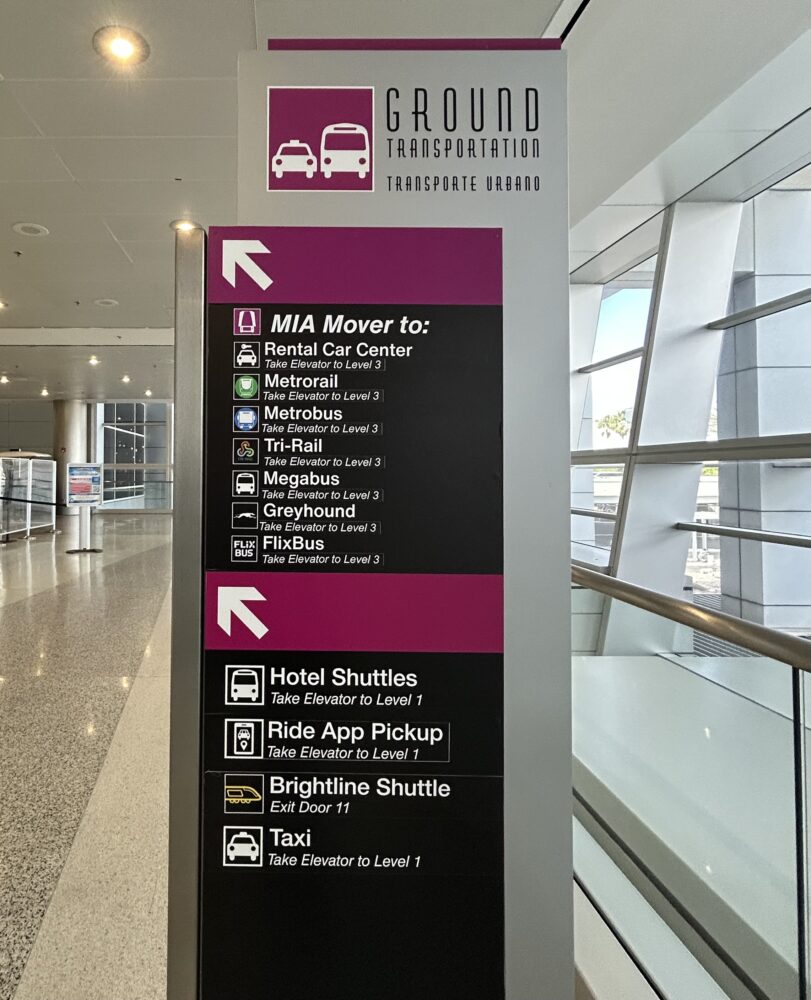 GROUND
TRANSPORTATION
TRANSPORTE URBANO
MIA Mover to:
Rental Car Center
Take Elevator to Level 3
Metrorail
Take Elevator to Level 3
Metrobus
Take Elevator to Level 3
Tri-Rail
Take Elevator to Level 3
Megabus
Take Elevator to Level 3
Greyhound
Take Elevator to Level 3
FLiX
BUS
FlixBus
Take Elevator to Level 3
Hotel Shuttles
Take Elevator to Level 1
Ride App Pickup
Take Elevator to Level 1
Brightline Shuttle
Exit Door 11
Taxi
Take Elevator to Level 1